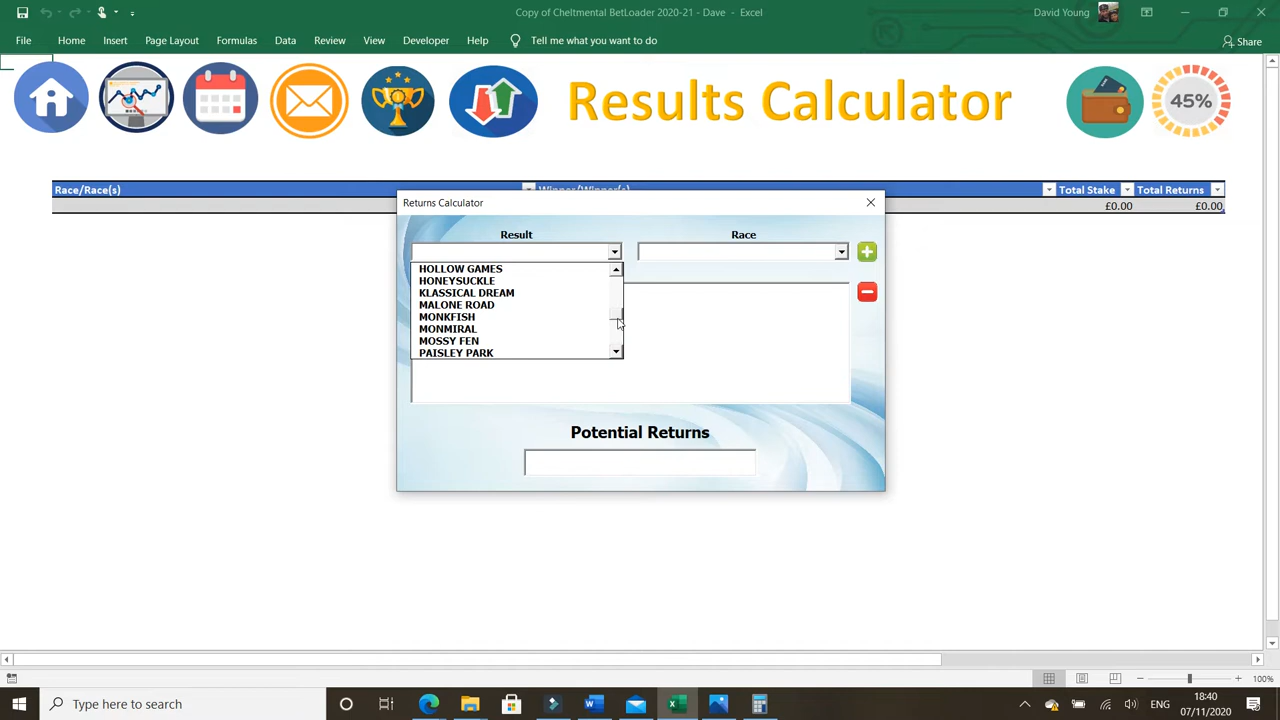 Copy of Cheltmental BetLoader 2020-21 - Dave - Excel
David Young
File Home Insert Page Layout Formulas Data Review View Developer Help Tell me what you want to do
Share
Results Calculator
45%
Race/Race(s) Winner/Winner(s) Total Stake Total Returns
£0.00 £0.00
Returns Calculator
Result Race
HOLLOW GAMES
HONEYSUCKLE
KLASSICAL DREAM
MALONE ROAD
MONKFISH
MONMIRAL
MOSSY FEN
PAISLEY PARK
Potential Returns
100%
Type here to search
ENG
18:40
07/11/2020